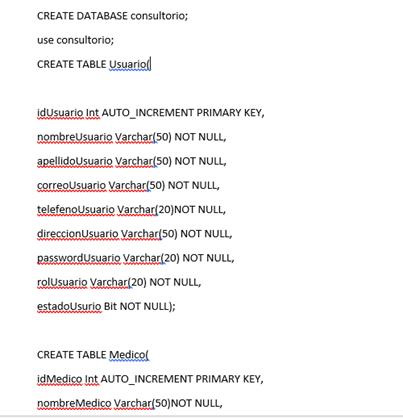 CREATE DATABASE consultorio;
use consultorio;
CREATE TABLE Usuario(
idUsuario Int AUTO_INCREMENT PRIMARY KEY,
nombreUsuario Varchar(50) NOT NULL,
apellidoUsuario Varchar(50) NOT NULL,
correoUsuario Varchar(50) NOT NULL,
telefenoUsuario Varchar(20)NOT NULL,
direccionUsuario Varchar(50) NOT NULL,
passwordUsuario Varchar(20) NOT NULL,
rolUsuario Varchar(20) NOT NULL,
estadoUsurio Bit NOT NULL);
CREATE TABLE Medico(
idMedico Int AUTO_INCREMENT PRIMARY KEY,
nombreMedico Varchar(50)NOT NULL,